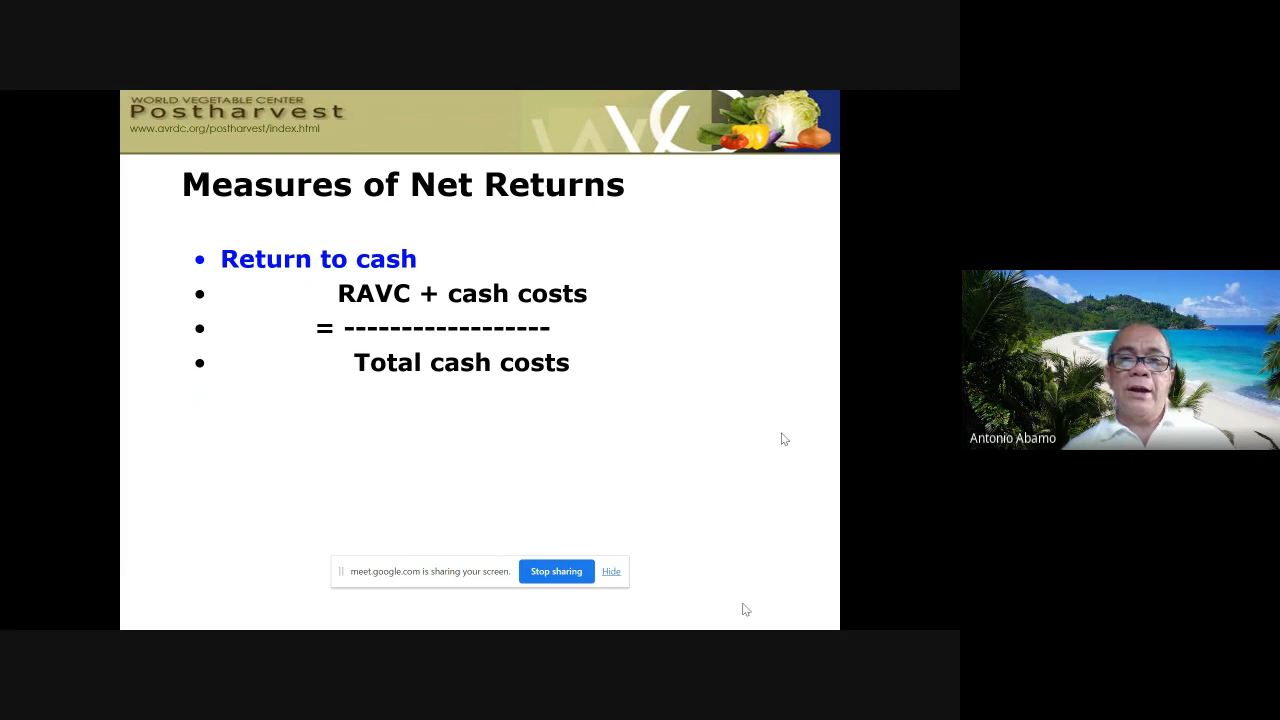 WORLD VEGETABLE CENTER
Postharvest
www.avrdc.org/postharvest/index.html
Measures of Net Returns
• Return to cash
• RAVC + cash costs
• = ------------------
• Total cash costs
Antonio Abamo
meet.google.com is sharing your screen. Stop sharing Hide